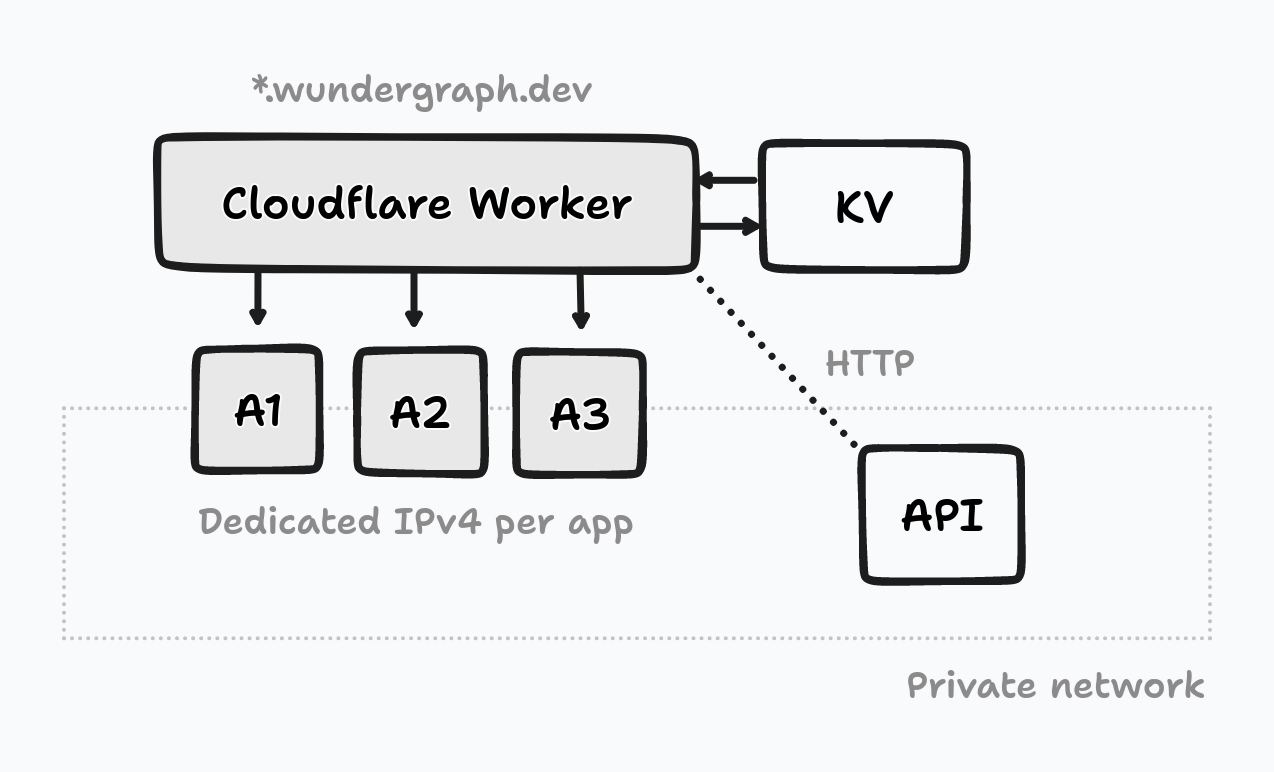 *.wundergraph.dev
Cloudflare Worker
KV
HTTP
A1
A2
A3
API
Dedicated IPv4 per app
Private network